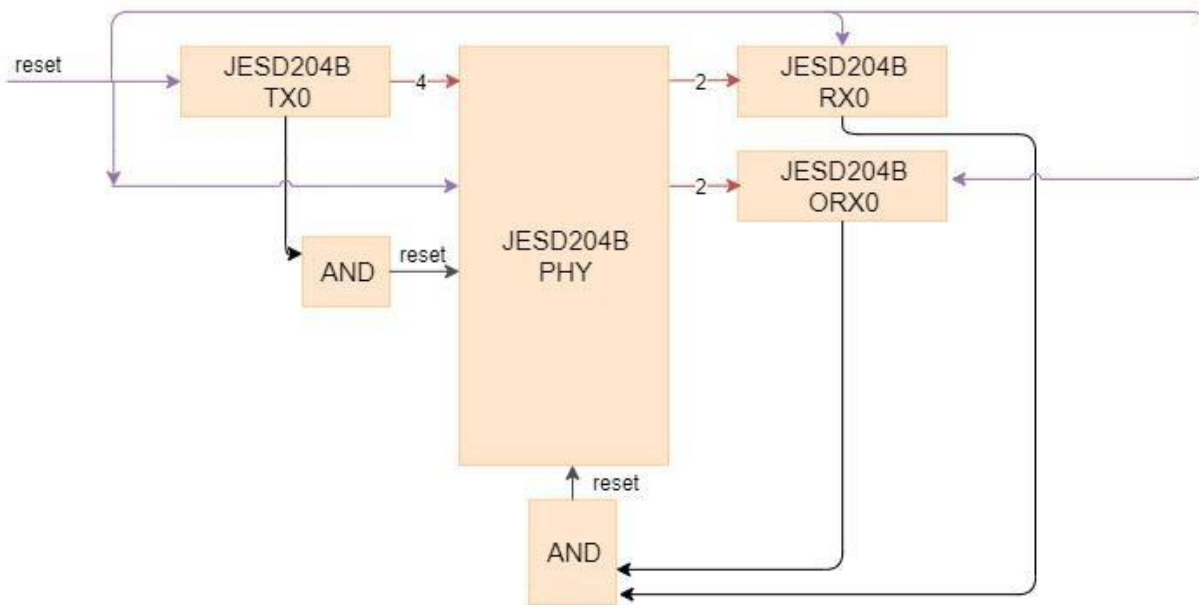 reset
JESD204B
TX0
4
2
JESD204B
RX0
2
JESD204B
ORX0
JESD204B
PHY
AND
reset
reset
AND